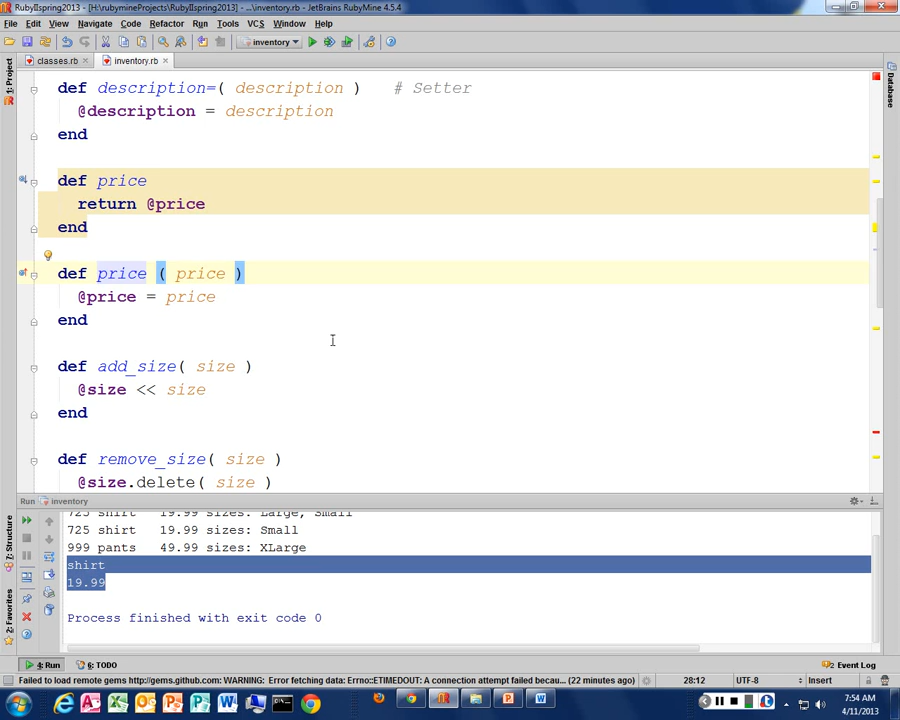 RubyIIspring2013 - [H:\rubymineProjects\RubyIIspring2013] - ...\inventory.rb - JetBrains RubyMine 4.5.4
File Edit View Navigate Code Refactor Run Tools VCS Window Help
inventory
classes.rb inventory.rb
1: Project
Database
def description=( description ) # Setter
@description = description
end
def price
return @price
end
def price ( price )
@price = price
end
def add_size( size )
@size << size
end
def remove_size( size )
@size.delete( size )
Run inventory
725 shirt 19.99 sizes: Large, Small
725 shirt 19.99 sizes: Small
999 pants 49.99 sizes: XLarge
shirt
19.99
Process finished with exit code 0
7: Structure
2: Favorites
4: Run 6: TODO Event Log
Failed to load remote gems http://gems.github.com: WARNING: Error fetching data: Errno::ETIMEDOUT: A connection attempt failed becau... (22 minutes ago) 28:12 UTF-8 Insert
7:54 AM
4/11/2013